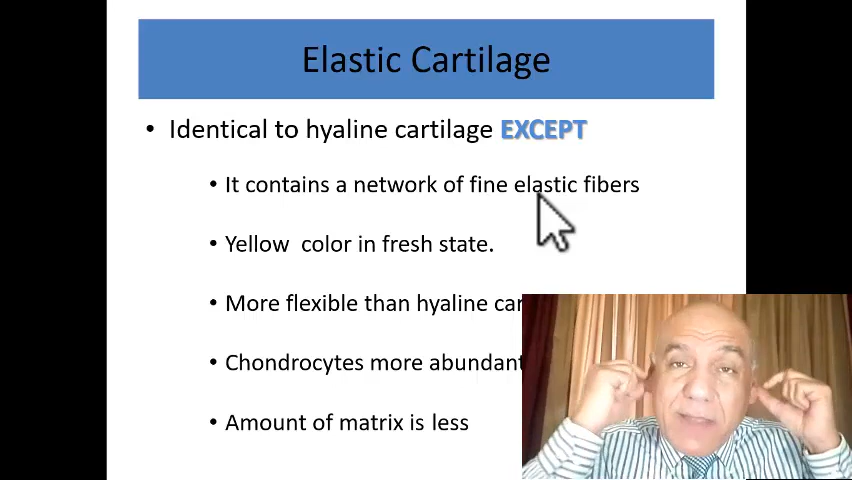 Elastic Cartilage
• Identical to hyaline cartilage EXCEPT
• It contains a network of fine elastic fibers
• Yellow color in fresh state.
• More flexible than hyaline
• Chondrocytes more abundant
• Amount of matrix is less